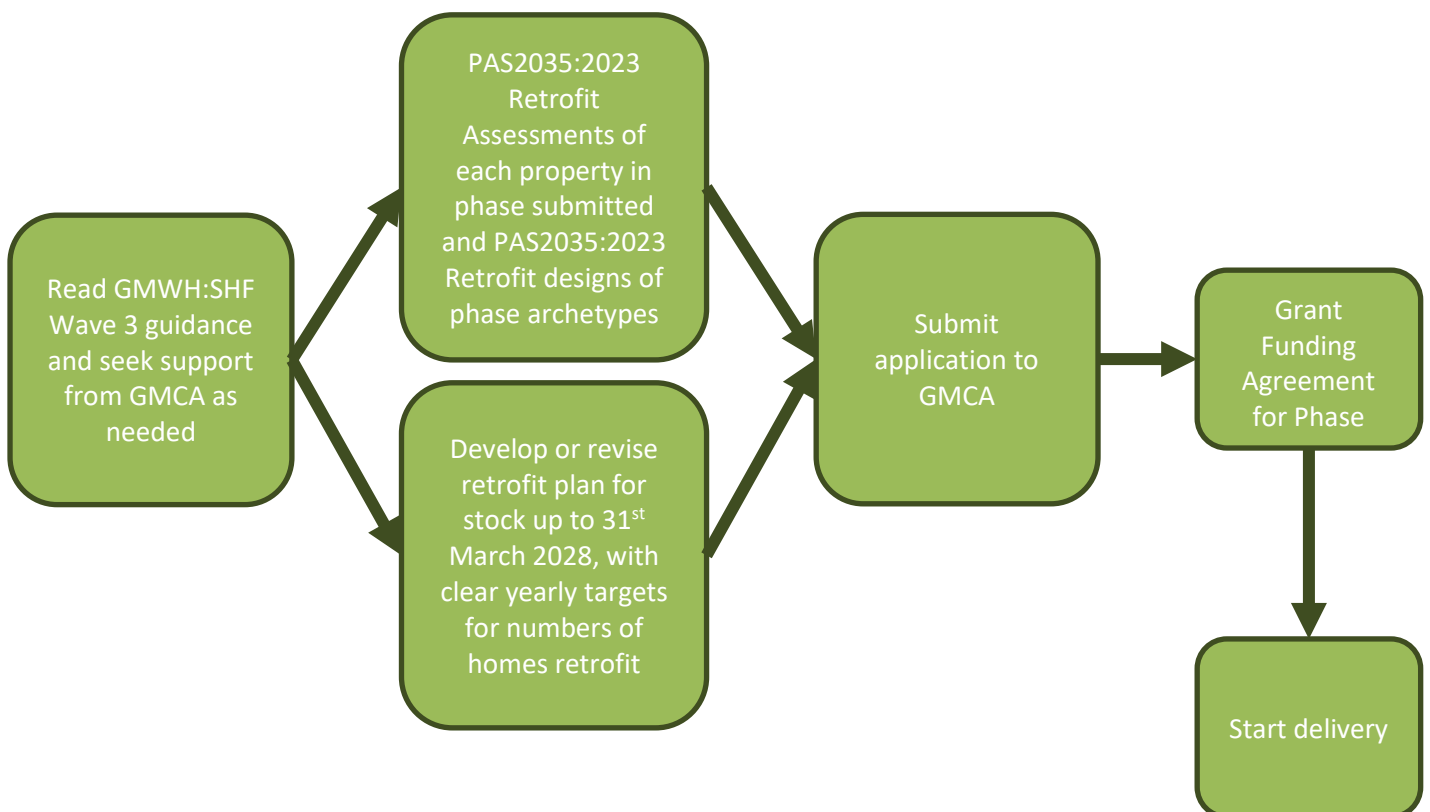 Read GMWH:SHF
Wave 3 guidance
and seek support
from GMCA as
needed
PAS2035:2023
Retrofit
Assessments of
each property in
phase submitted
and PAS2035:2023
Retrofit designs of
phase archetypes
Develop or revise
retrofit plan for
stock up to 31st
March 2028, with
clear yearly targets
for numbers of
homes retrofit
Submit
application to
GMCA
Grant
Funding
Agreement
for Phase
Start delivery